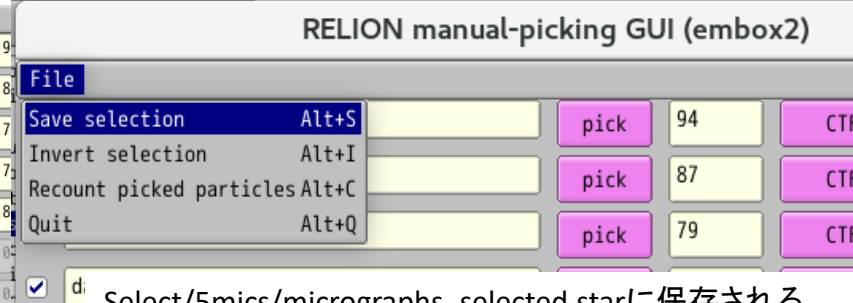 RELION manual-picking GUI (embox2)
File
Save selection Alt+S
Invert selection Alt+I
Recount picked particles Alt+C
Quit Alt+Q
pick 94
pick 87
pick 79
Select/5mics/micrographs_selected.starに保存される